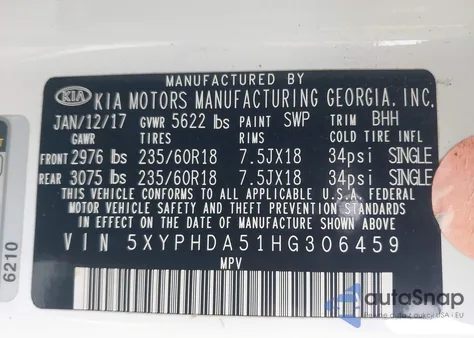 MANUFACTURED BY
KIA KIA MOTORS MANUFACTURING GEORGIA, INC.
JAN/12/17 GVWR 5622 lbs PAINT SWP TRIM BHH
GAWR TIRES RIMS COLD TIRE INFL
FRONT 2976 lbs 235/60R18 7.5JX18 34psi SINGLE
REAR 3075 lbs 235/60R18 7.5JX18 34psi SINGLE
THIS VEHICLE CONFORMS TO ALL APPLICABLE U.S.A. FEDERAL
MOTOR VEHICLE SAFETY, BUMPER, AND THEFT PREVENTION STANDARDS
IN EFFECT ON THE DATE OF MANUFACTURE SHOWN ABOVE.
VIN 5XYPHDA51HG306459
MPV
6210
autoSnap